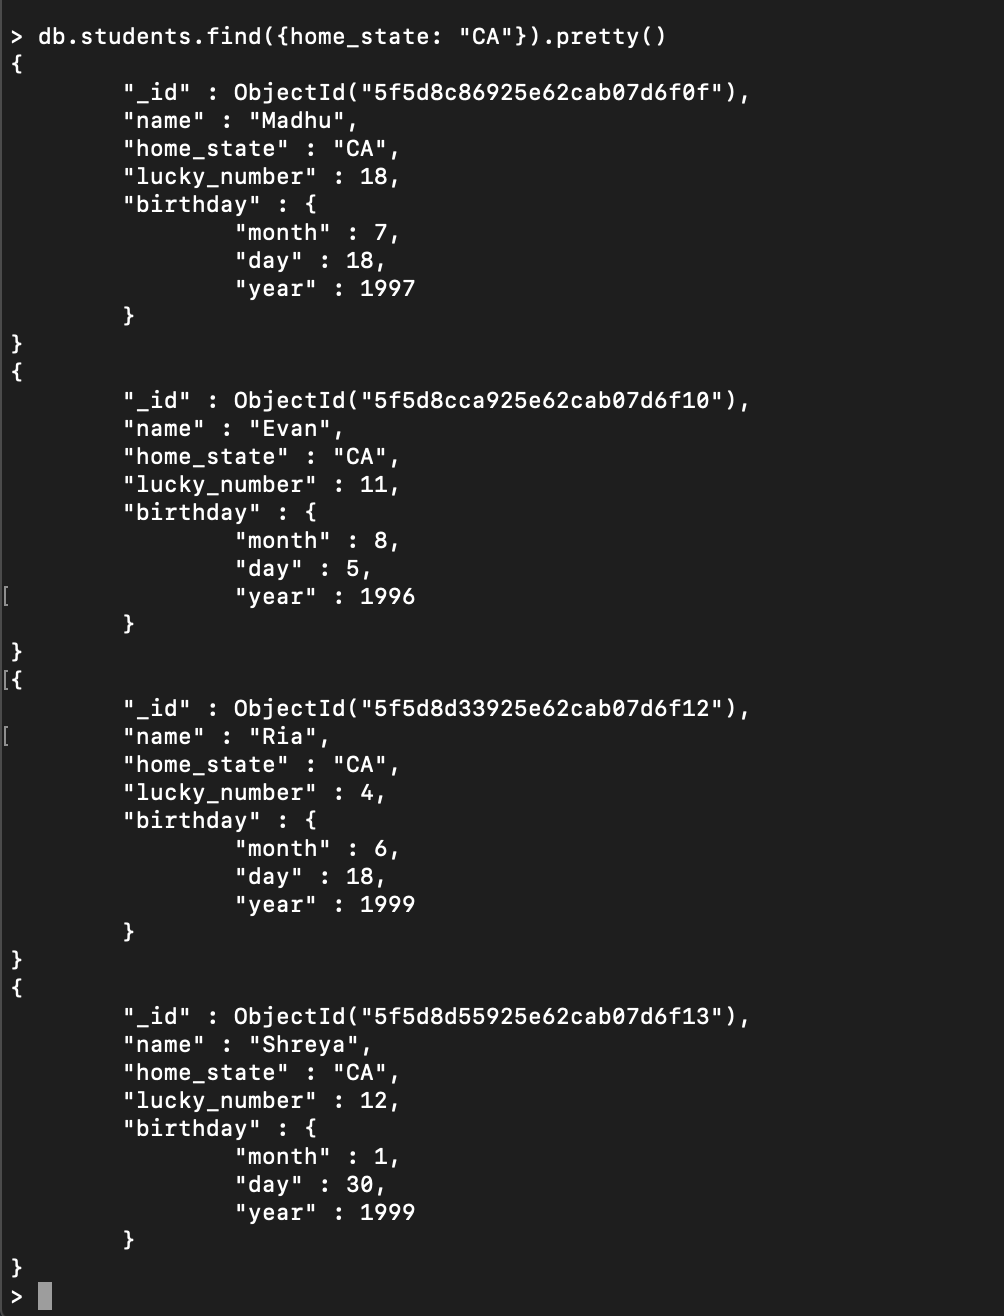 > db.students.find({home_state: "CA"}).pretty()
{
        "_id" : ObjectId("5f5d8c86925e62cab07d6f0f"),
        "name" : "Madhu",
        "home_state" : "CA",
        "lucky_number" : 18,
        "birthday" : {
                "month" : 7,
                "day" : 18,
                "year" : 1997
        }
}
{
        "_id" : ObjectId("5f5d8cca925e62cab07d6f10"),
        "name" : "Evan",
        "home_state" : "CA",
        "lucky_number" : 11,
        "birthday" : {
                "month" : 8,
                "day" : 5,
[                "year" : 1996
        }
}
[{
        "_id" : ObjectId("5f5d8d33925e62cab07d6f12"),
[        "name" : "Ria",
        "home_state" : "CA",
        "lucky_number" : 4,
        "birthday" : {
                "month" : 6,
                "day" : 18,
                "year" : 1999
        }
}
{
        "_id" : ObjectId("5f5d8d55925e62cab07d6f13"),
        "name" : "Shreya",
        "home_state" : "CA",
        "lucky_number" : 12,
        "birthday" : {
                "month" : 1,
                "day" : 30,
                "year" : 1999
        }
}
>